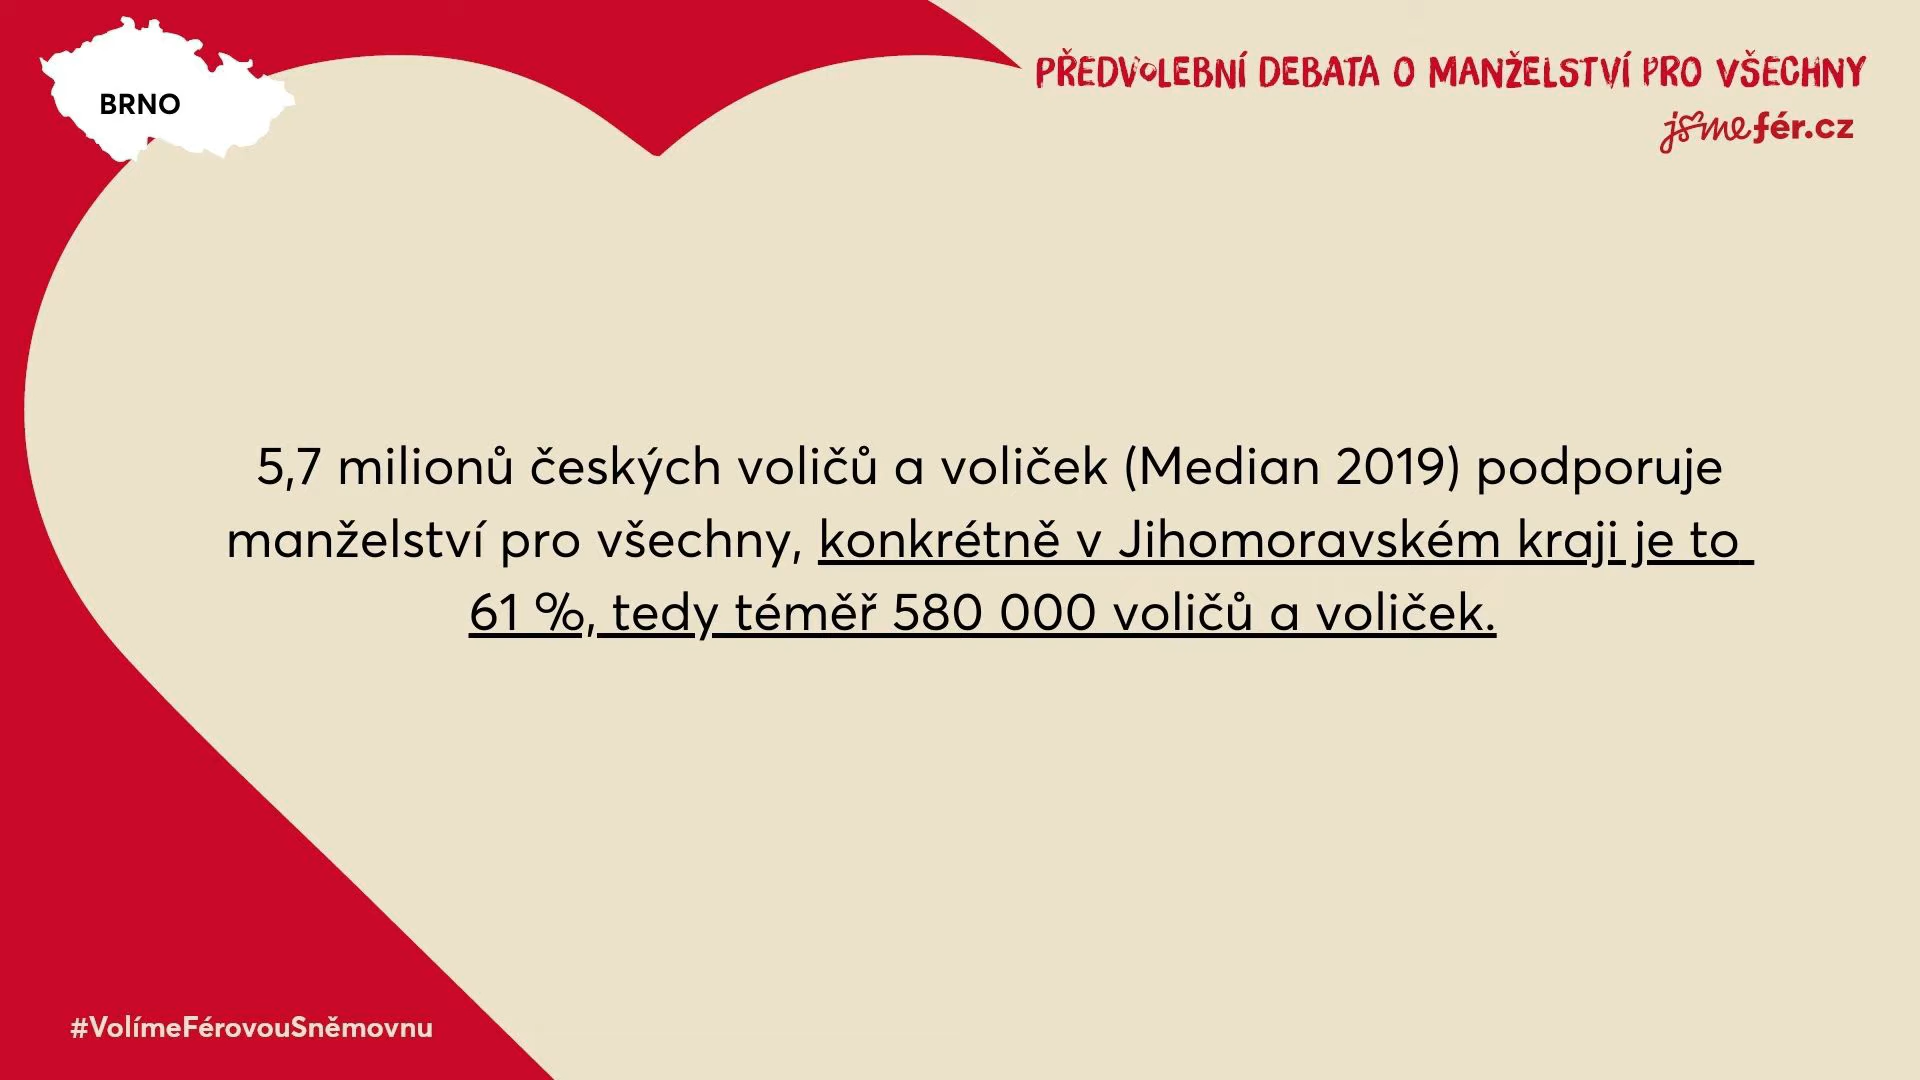 BRNO
PŘEDVOLEBNÍ DEBATA O MANŽELSTVÍ PRO VŠECHNY
jsmefér.cz
5,7 milionů českých voličů a voliček (Median 2019) podporuje
manželství pro všechny, konkrétně v Jihomoravském kraji je to
61 %, tedy téměř 580 000 voličů a voliček.
#VolímeFérovouSněmovnu